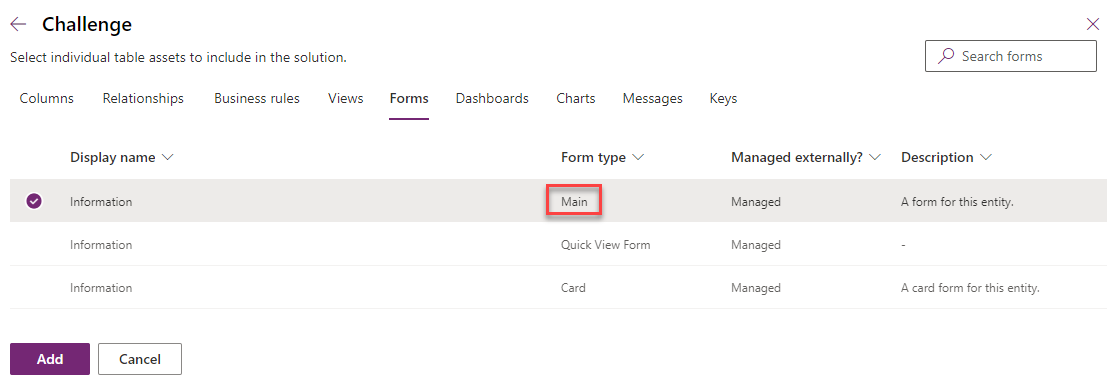 Challenge
Select individual table assets to include in the solution.
Search forms
Columns Relationships Business rules Views Forms Dashboards Charts Messages Keys
Display name Form type Managed externally? Description
Information Main Managed A form for this entity.
Information Quick View Form Managed -
Information Card Managed A card form for this entity.
Add Cancel